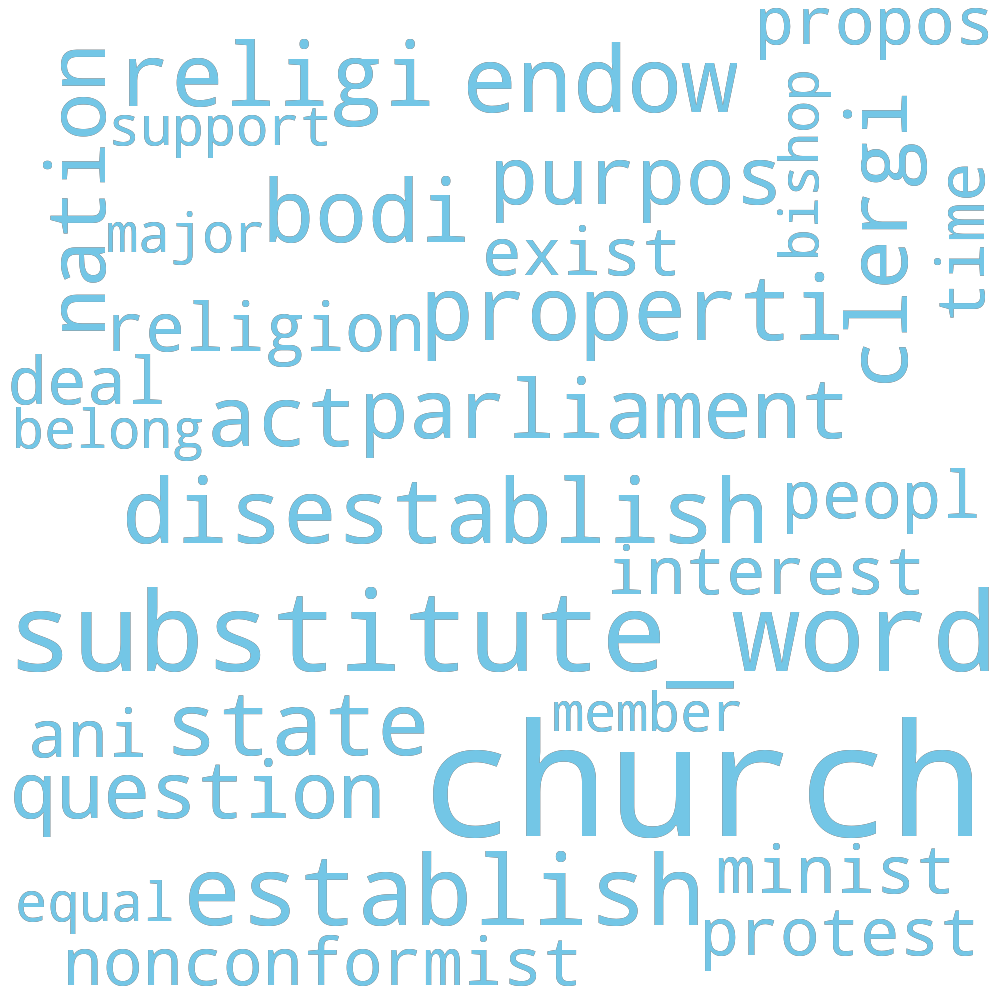 propos
religi
endow
nation
support
bishop
clergi
purpos
time
bodi
major
exist
properti
religion
deal
belong
act
parliament
disestablish
peopl
interest
substitute_word
member
ani
state
church
question
minist
equal
establish
protest
nonconformist